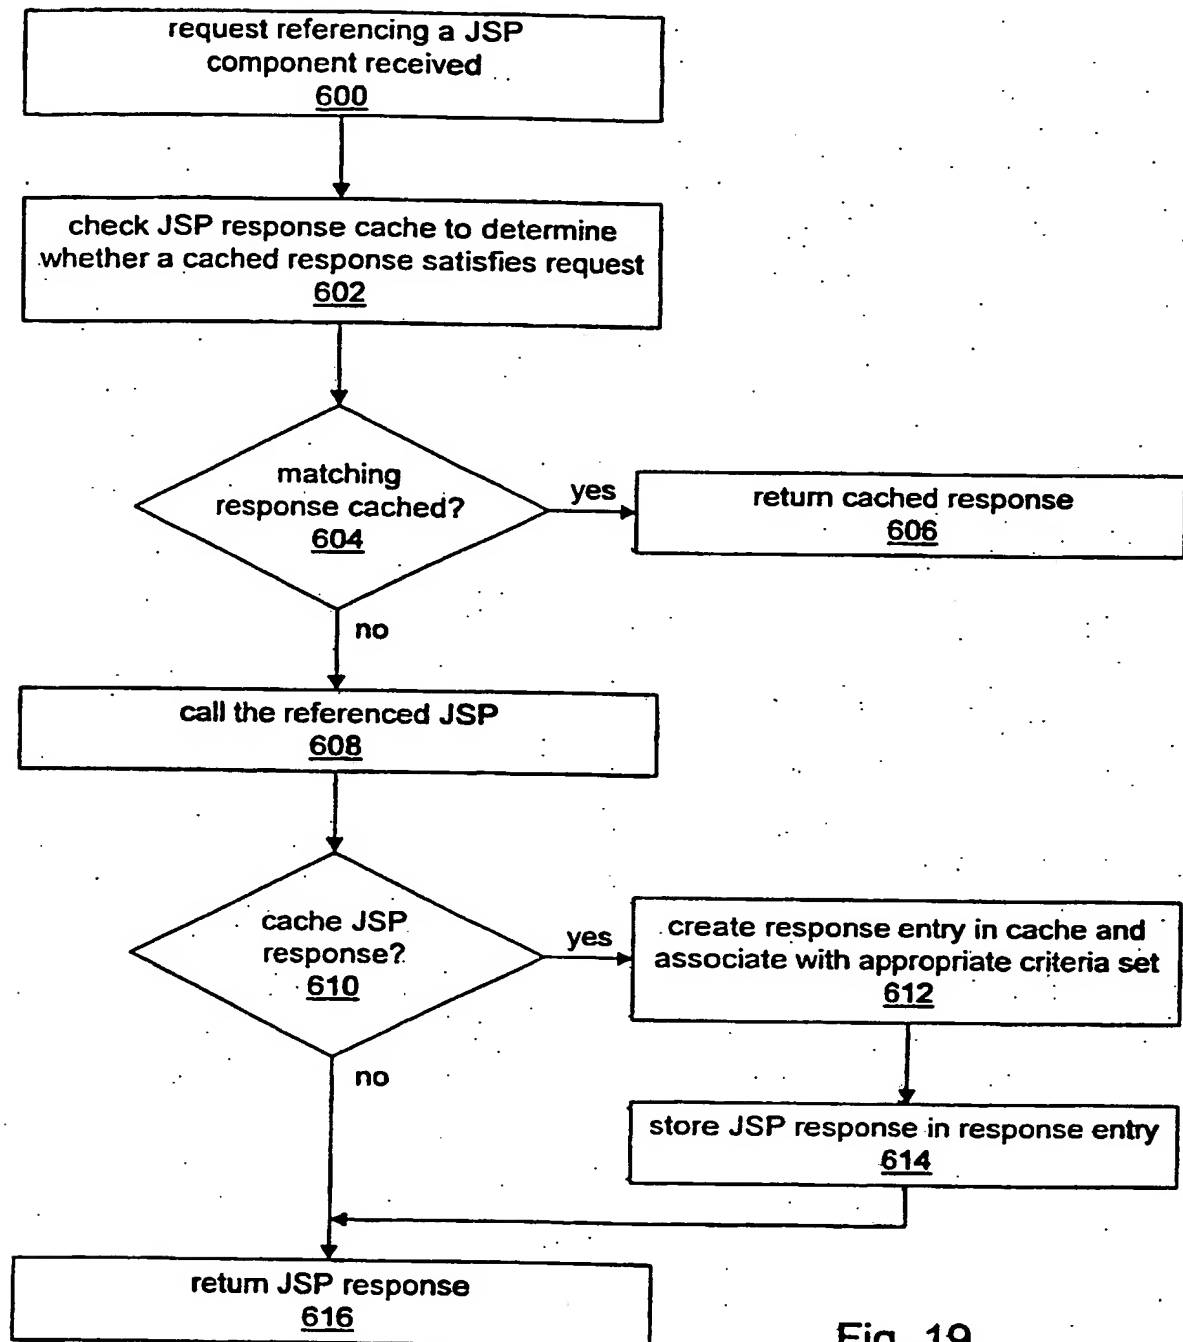 request referencing a JSP
component received
600
check JSP response cache to determine
whether a cached response satisfies request
602
matching
response cached?
604
yes
return cached response
606
no
call the referenced JSP
608
cache JSP
response?
610
yes
create response entry in cache and
associate with appropriate criteria set
612
no
store JSP response in response entry
614
return JSP response
616
Fig. 19